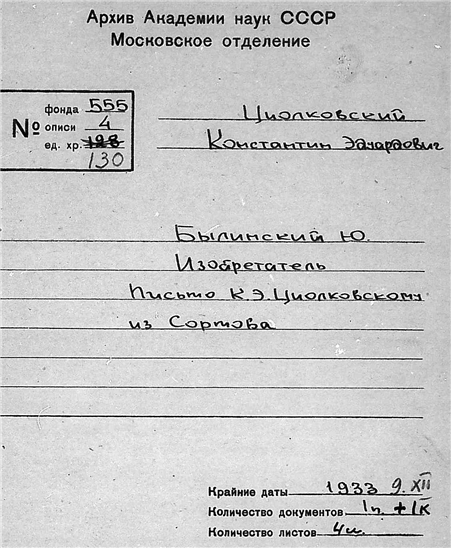 Архив Академии наук СССР
Московское отделение
№
фонда 555
описи 4
ед. хр. 128
130
Циолковский
Константин Эдуардович
Былинский Ю.
Изобретатель
Письмо К.Э. Циолковскому
из Сормова
Крайние даты 1933 9. XII
Количество документов 1п. + 1к
Количество листов 4л.